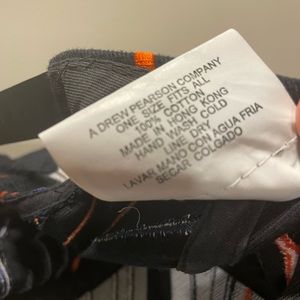 A DREW PEARSON COMPANY
ONE SIZE FITS ALL
100% COTTON
MADE IN HONG KONG
HAND WASH COLD
LINE DRY
LAVAR MANO CON AGUA FRIA
SECAR COLGADO